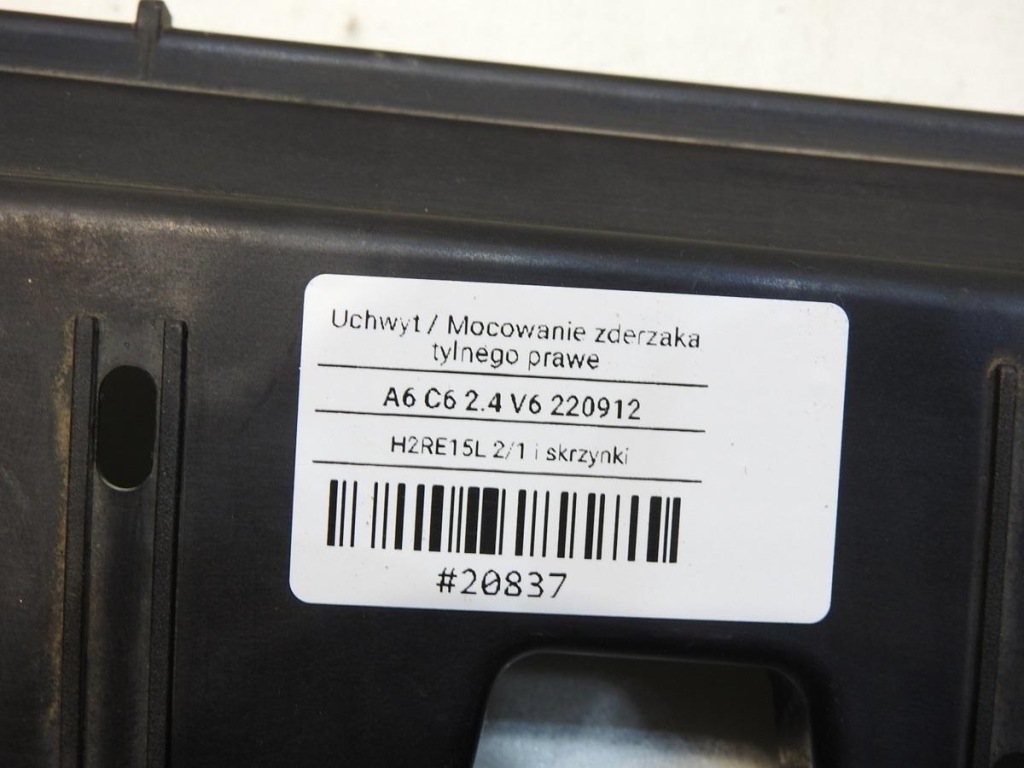 Uchwyt / Mocowanie zderzaka
tylnego prawe
A6 C6 2.4 V6 220912
H2RE15L 2/1 i skrzynki
#20837